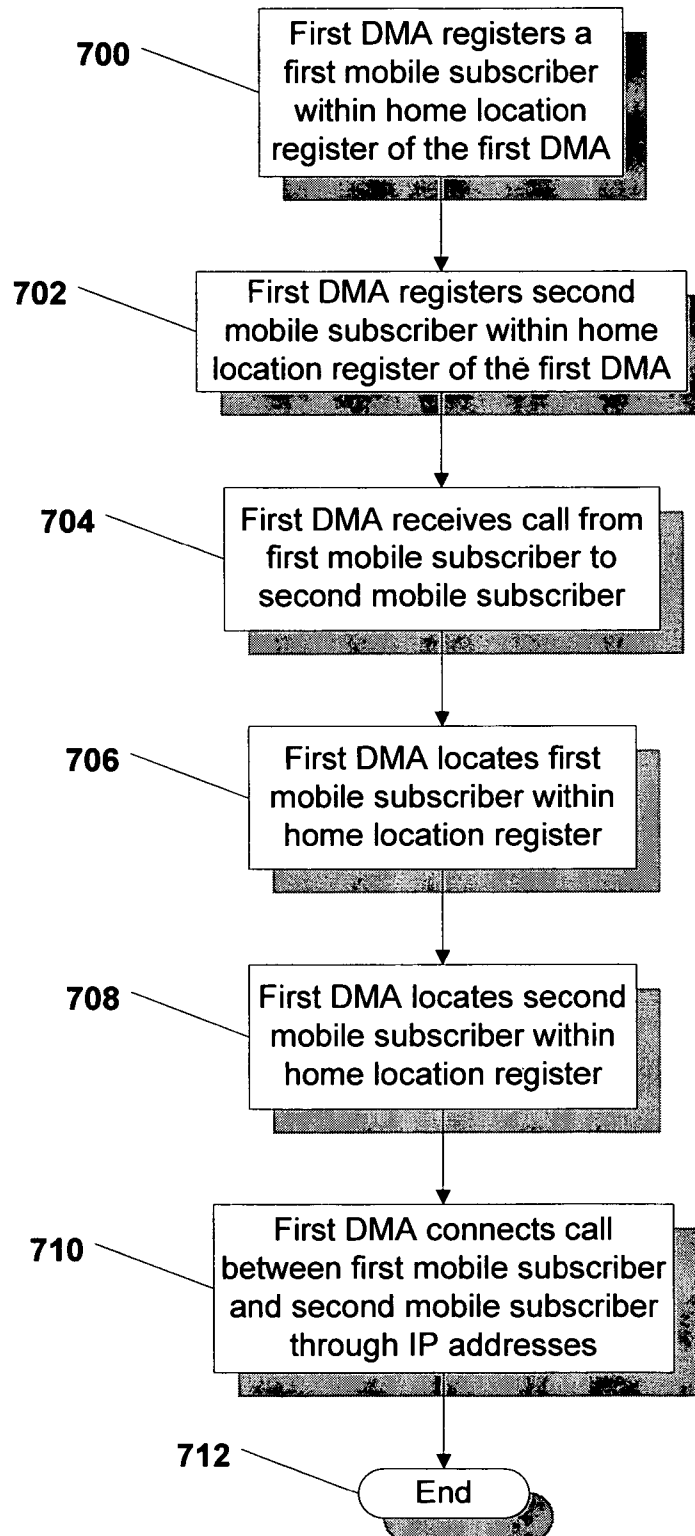 700
First DMA registers a
first mobile subscriber
within home location
register of the first DMA
702
First DMA registers second
mobile subscriber within home
location register of the first DMA
704
First DMA receives call from
first mobile subscriber to
second mobile subscriber
706
First DMA locates first
mobile subscriber within
home location register
708
First DMA locates second
mobile subscriber within
home location register
710
First DMA connects call
between first mobile subscriber
and second mobile subscriber
through IP addresses
712
End